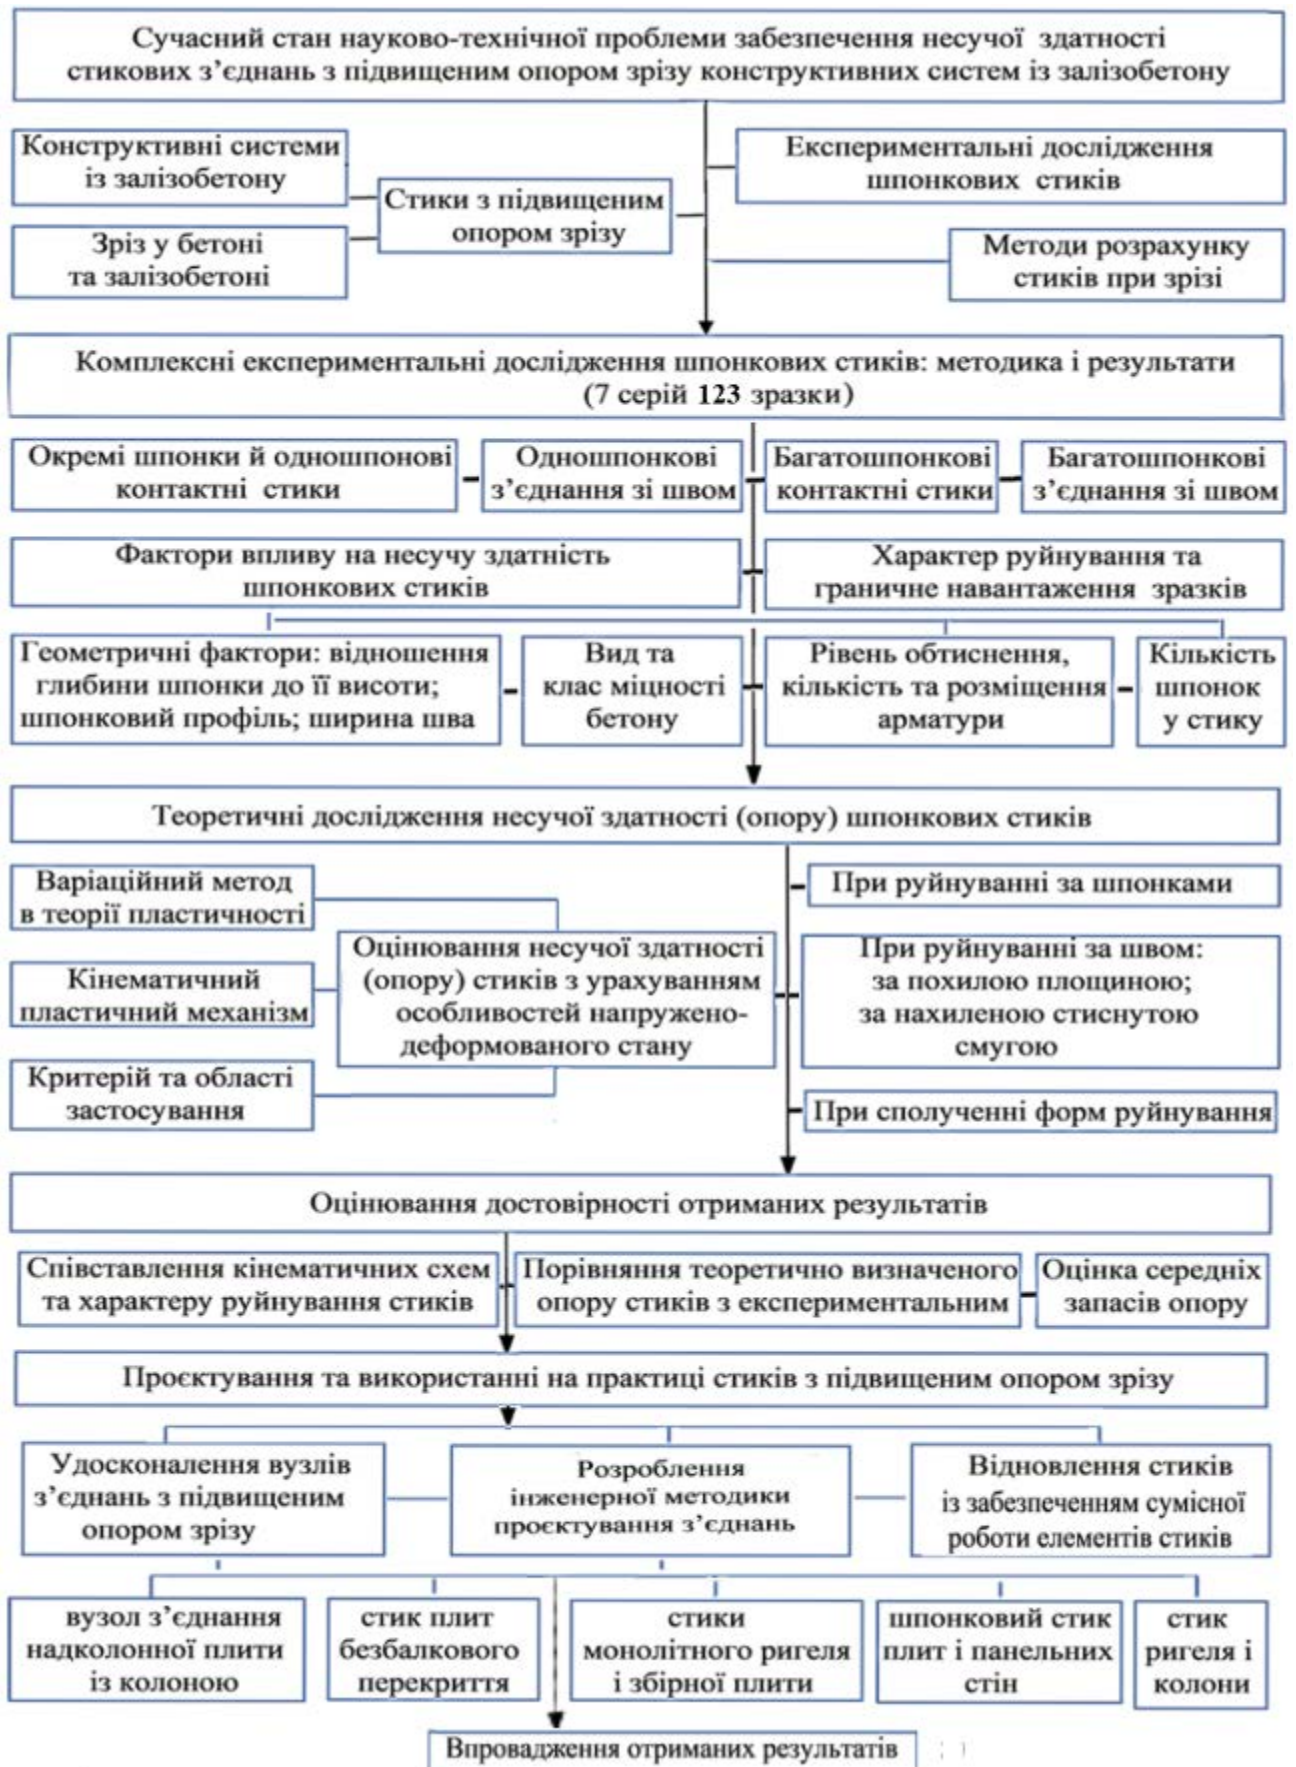 Сучасний стан науково-технічної проблеми забезпечення несучої здатності
стикових з’єднань з підвищеним опором зрізу конструктивних систем із залізобетону
Конструктивні системи
із залізобетону
Зріз у бетоні
та залізобетоні
Стики з підвищеним
опором зрізу
Експериментальні дослідження
шпонкових стиків
Методи розрахунку
стиків при зрізі
Комплексні експериментальні дослідження шпонкових стиків: методика і результати
(7 серій 123 зразки)
Окремі шпонки й одношпонові
контактні стики
Одношпонкові
з’єднання зі швом
Багатошпонкові
контактні стики
Багатошпонкові
з’єднання зі швом
Фактори впливу на несучу здатність
шпонкових стиків
Характер руйнування та
граничне навантаження зразків
Геометричні фактори: відношення
глибини шпонки до її висоти;
шпонковий профіль; ширина шва
Вид та
клас міцності
бетону
Рівень обтиснення,
кількість та розміщення
арматури
Кількість
шпонок
у стику
Теоретичні дослідження несучої здатності (опору) шпонкових стиків
Варіаційний метод
в теорії пластичності
Кінематичний
пластичний механізм
Критерій та області
застосування
Оцінювання несучої здатності
(опору) стиків з урахуванням
особливостей напружено-
деформованого стану
При руйнуванні за шпонками
При руйнуванні за швом:
за похилою площиною;
за нахиленою стиснутою
смугою
При сполученні форм руйнування
Оцінювання достовірності отриманих результатів
Співставлення кінематичних схем
та характеру руйнування стиків
Порівняння теоретично визначеного
опору стиків з експериментальним
Оцінка середніх
запасів опору
Проєктування та використанні на практиці стиків з підвищеним опором зрізу
Удосконалення вузлів
з’єднань з підвищеним
опором зрізу
Розроблення
інженерної методики
проєктування з’єднань
Відновлення стиків
із забезпеченням сумісної
роботи елементів стиків
вузол з’єднання
надколонної плити
із колоною
стик плит
безбалкового
перекриття
стики
монолітного ригеля
і збірної плити
шпонковий стик
плит і панельних
стін
стик
ригеля і
колони
Впровадження отриманих результатів